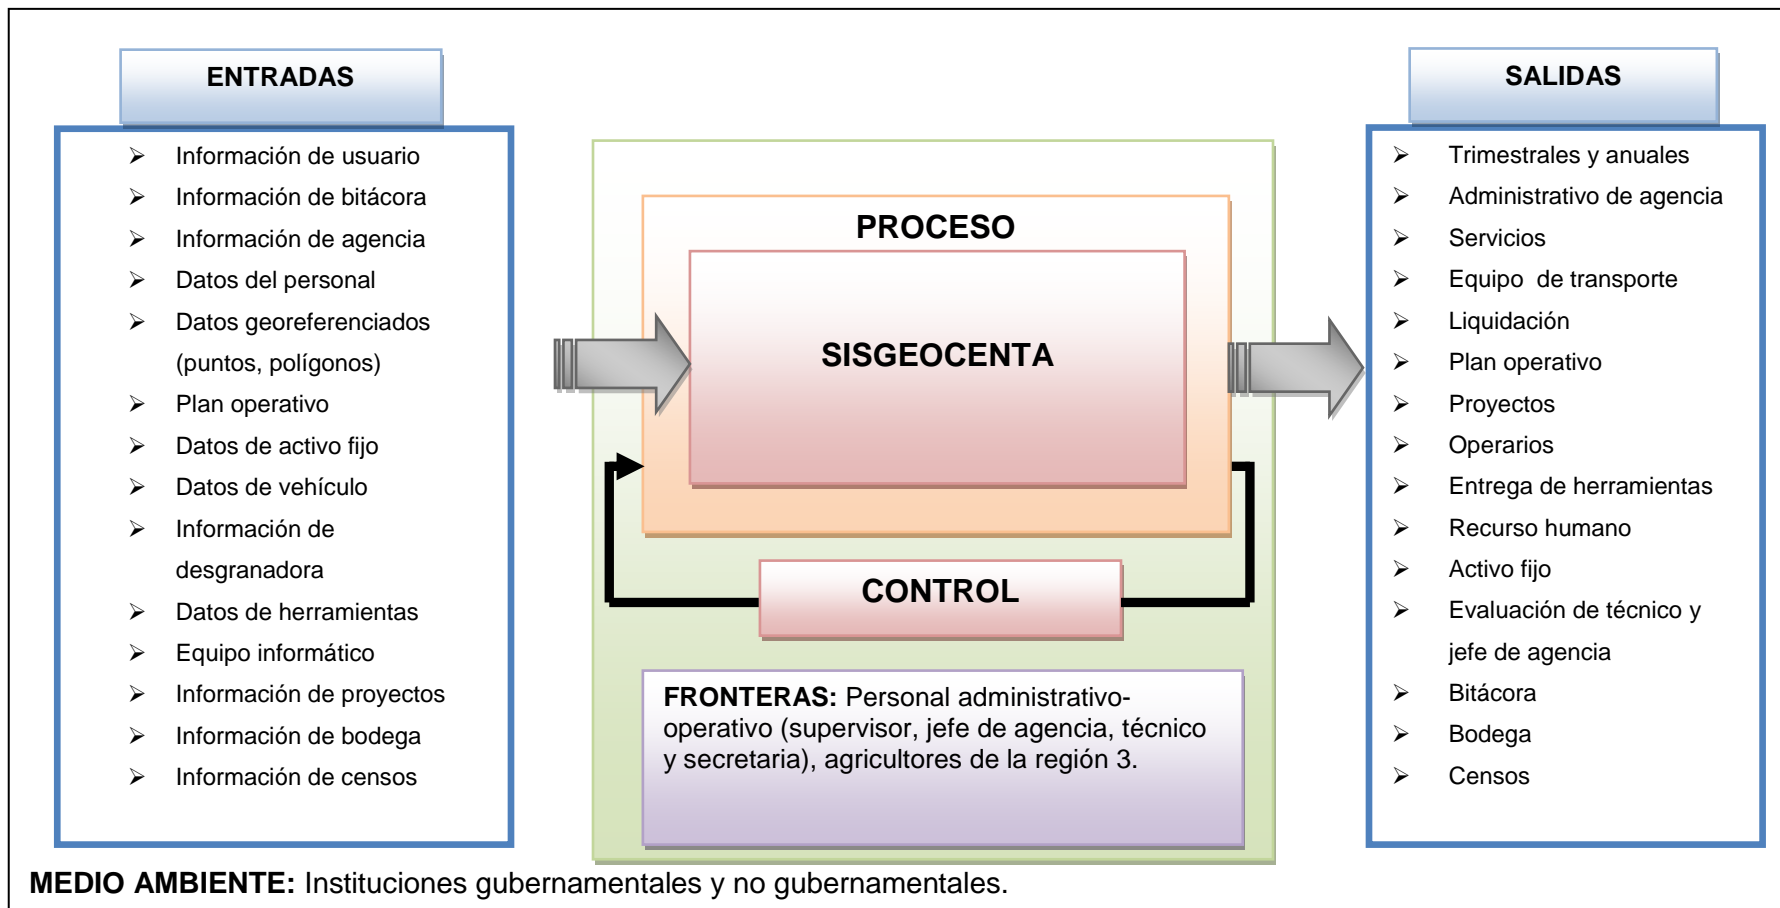 ENTRADAS
➢ Información de usuario
➢ Información de bitácora
➢ Información de agencia
➢ Datos del personal
➢ Datos georeferenciados
(puntos, polígonos)
➢ Plan operativo
➢ Datos de activo fijo
➢ Datos de vehículo
➢ Información de
desgranadora
➢ Datos de herramientas
➢ Equipo informático
➢ Información de proyectos
➢ Información de bodega
➢ Información de censos
PROCESO
SISGEOCENTA
CONTROL
FRONTERAS: Personal administrativo-
operativo (supervisor, jefe de agencia, técnico
y secretaria), agricultores de la región 3.
SALIDAS
➢ Trimestrales y anuales
➢ Administrativo de agencia
➢ Servicios
➢ Equipo  de transporte
➢ Liquidación
➢ Plan operativo
➢ Proyectos
➢ Operarios
➢ Entrega de herramientas
➢ Recurso humano
➢ Activo fijo
➢ Evaluación de técnico y
jefe de agencia
➢ Bitácora
➢ Bodega
➢ Censos
MEDIO AMBIENTE: Instituciones gubernamentales y no gubernamentales.